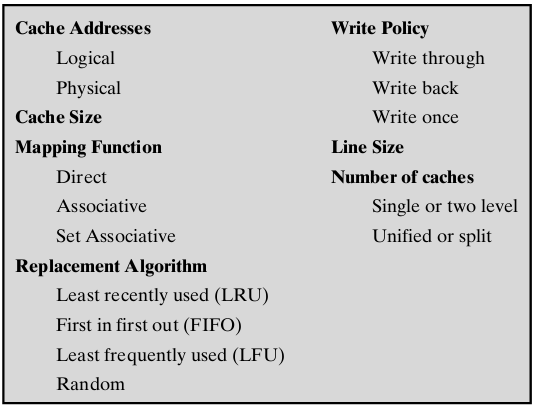 Cache Addresses
Logical
Physical
Cache Size
Mapping Function
Direct
Associative
Set Associative
Replacement Algorithm
Least recently used (LRU)
First in first out (FIFO)
Least frequently used (LFU)
Random
Write Policy
Write through
Write back
Write once
Line Size
Number of caches
Single or two level
Unified or split